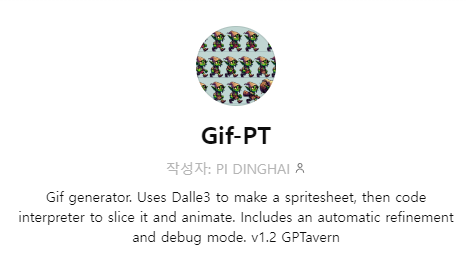 Gif-PT
작성자: PI DINGHAI
Gif generator. Uses Dalle3 to make a spritesheet, then code
interpreter to slice it and animate. Includes an automatic refinement
and debug mode. v1.2 GPTavern